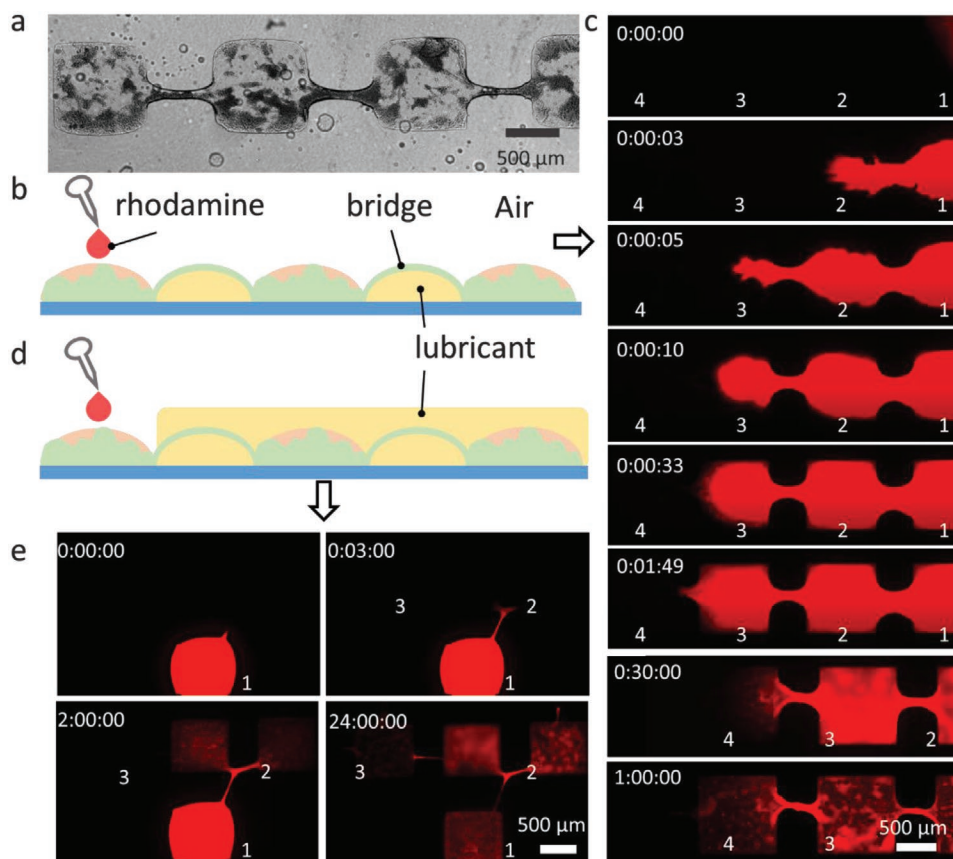 a
500 µm
b
rhodamine
bridge
Air
lubricant
d
c
0:00:00
4 3 2 1
0:00:03
4 3 2 1
0:00:05
4 3 2 1
0:00:10
4 3 2 1
0:00:33
4 3 2 1
0:01:49
4 3 2 1
0:30:00
4 3 2
1:00:00
4 3 500 µm
e
0:00:00
1
0:03:00
3 2
1
2:00:00
3 2
1
24:00:00
3 2
1 500 µm